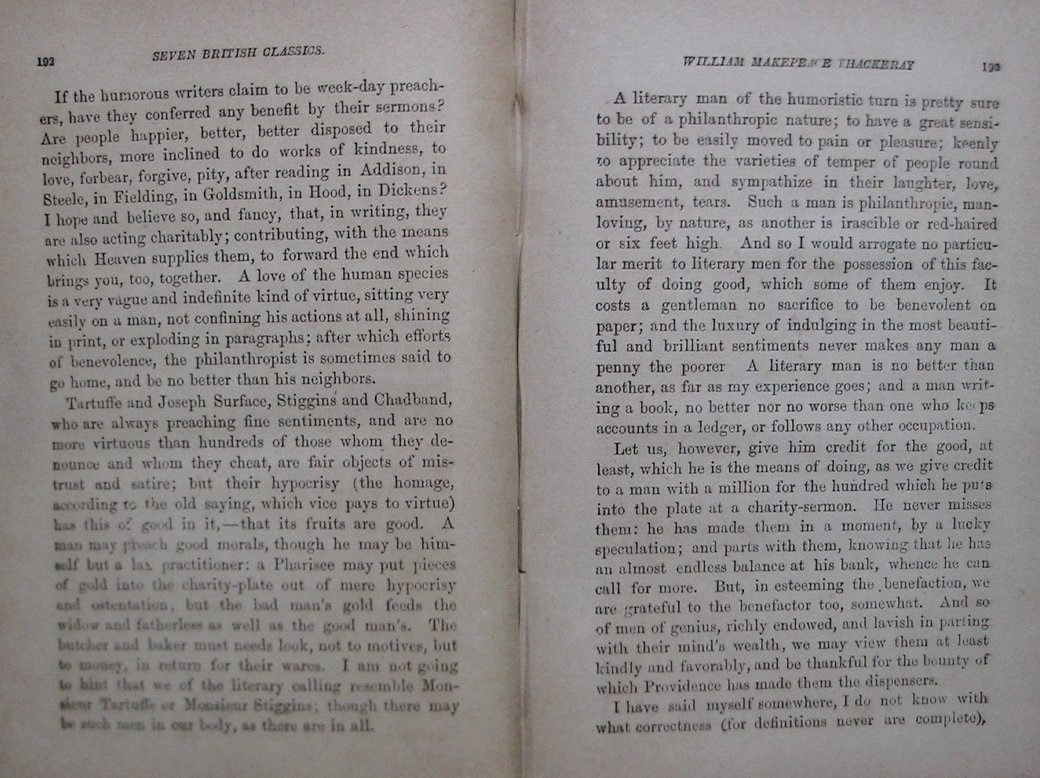 192
SEVEN BRITISH CLASSICS.
If the humorous writers claim to be week-day preach-
ers, have they conferred any benefit by their sermons?
Are people happier, better, better disposed to their
neighbors, more inclined to do works of kindness, to
love, forbear, forgive, pity, after reading in Addison, in
Steele, in Fielding, in Goldsmith, in Hood, in Dickens?
I hope and believe so, and fancy, that, in writing, they
are also acting charitably; contributing, with the means
which Heaven supplies them, to forward the end which
brings you, too, together. A love of the human species
is a very vague and indefinite kind of virtue, sitting very
easily on a man, not confining his actions at all, shining
in print, or exploding in paragraphs; after which efforts
of benevolence, the philanthropist is sometimes said to
go home, and be no better than his neighbors.
Tartuffe and Joseph Surface, Stiggins and Chadband,
who are always preaching fine sentiments, and are no
more virtuous than hundreds of those whom they de-
nounce and whom they cheat, are fair objects of mis-
trust and satire; but their hypocrisy (the homage,
according to the old saying, which vice pays to virtue)
has this of good in it,—that its fruits are good. A
man may preach good morals, though he may be him-
self but a lax practitioner: a Pharisee may put pieces
of gold into the charity-plate out of mere hypocrisy
and ostentation, but the bad man's gold feeds the
widow and fatherless as well as the good man's. The
butcher and baker must needs look, not to motives, but
to money, in return for their wares. I am not going
to hint that we of the literary calling resemble Mon-
sieur Tartuffe or Monsieur Stiggins; though there may
be such men in our body, as there are in all.
WILLIAM MAKEPEACE THACKERAY
193
A literary man of the humoristic turn is pretty sure
to be of a philanthropic nature; to have a great sensi-
bility; to be easily moved to pain or pleasure; keenly
to appreciate the varieties of temper of people round
about him, and sympathize in their laughter, love,
amusement, tears. Such a man is philanthropic, man-
loving, by nature, as another is irascible or red-haired
or six feet high. And so I would arrogate no particu-
lar merit to literary men for the possession of this fac-
ulty of doing good, which some of them enjoy. It
costs a gentleman no sacrifice to be benevolent on
paper; and the luxury of indulging in the most beauti-
ful and brilliant sentiments never makes any man a
penny the poorer A literary man is no better than
another, as far as my experience goes; and a man writ-
ing a book, no better nor no worse than one who keeps
accounts in a ledger, or follows any other occupation.
Let us, however, give him credit for the good, at
least, which he is the means of doing, as we give credit
to a man with a million for the hundred which he puts
into the plate at a charity-sermon. He never misses
them: he has made them in a moment, by a lucky
speculation; and parts with them, knowing that he has
an almost endless balance at his bank, whence he can
call for more. But, in esteeming the benefaction, we
are grateful to the benefactor too, somewhat. And so
of men of genius, richly endowed, and lavish in parting
with their mind's wealth, we may view them at least
kindly and favorably, and be thankful for the bounty of
which Providence has made them the dispensers.
I have said myself somewhere, I do not know with
what correctness (for definitions never are complete),